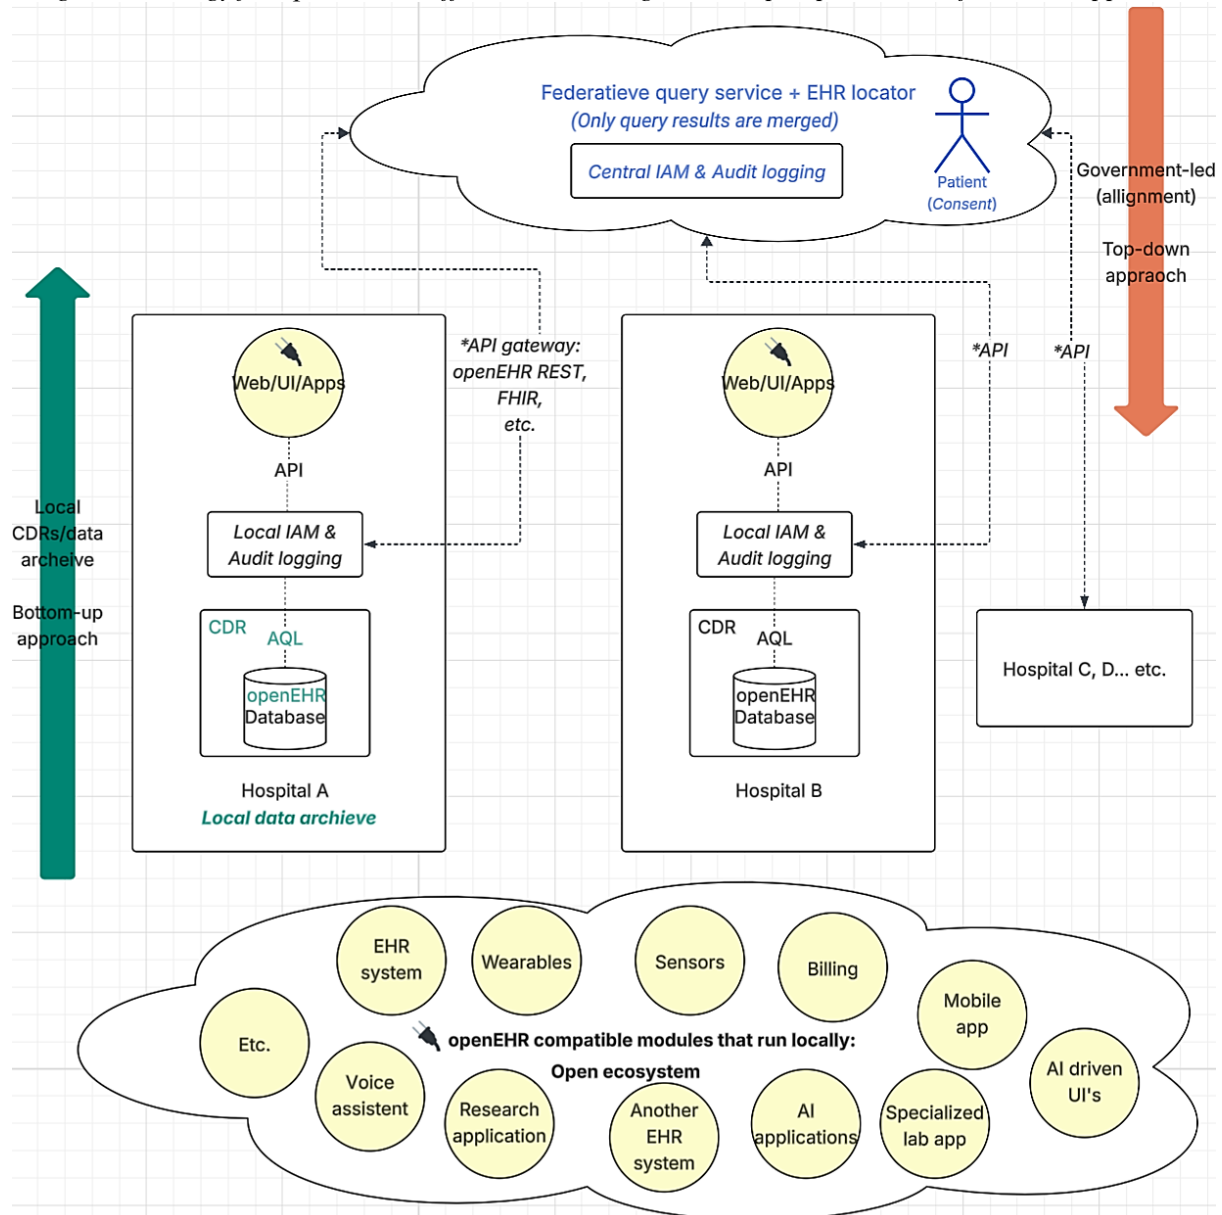 Federatieve query service + EHR locator
(Only query results are merged)
Central IAM & Audit logging
Patient
(Consent)
Government-led
(allignment)
Top-down
appraoch
*API gateway:
openEHR REST,
FHIR,
etc.
*API
*API
Web/UI/Apps
API
Local IAM &
Audit logging
CDR
AQL
openEHR
Database
Hospital A
Local data archieve
Web/UI/Apps
API
Local IAM &
Audit logging
CDR
AQL
openEHR
Database
Hospital B
Hospital C, D... etc.
Local
CDRs/data
archeive
Bottom-up
approach
EHR
system
Wearables
Sensors
Billing
Mobile
app
Etc.
openEHR compatible modules that run locally:
Open ecosystem
AI driven
UI's
Voice
assistent
Research
application
Another
EHR
system
AI
applications
Specialized
lab app